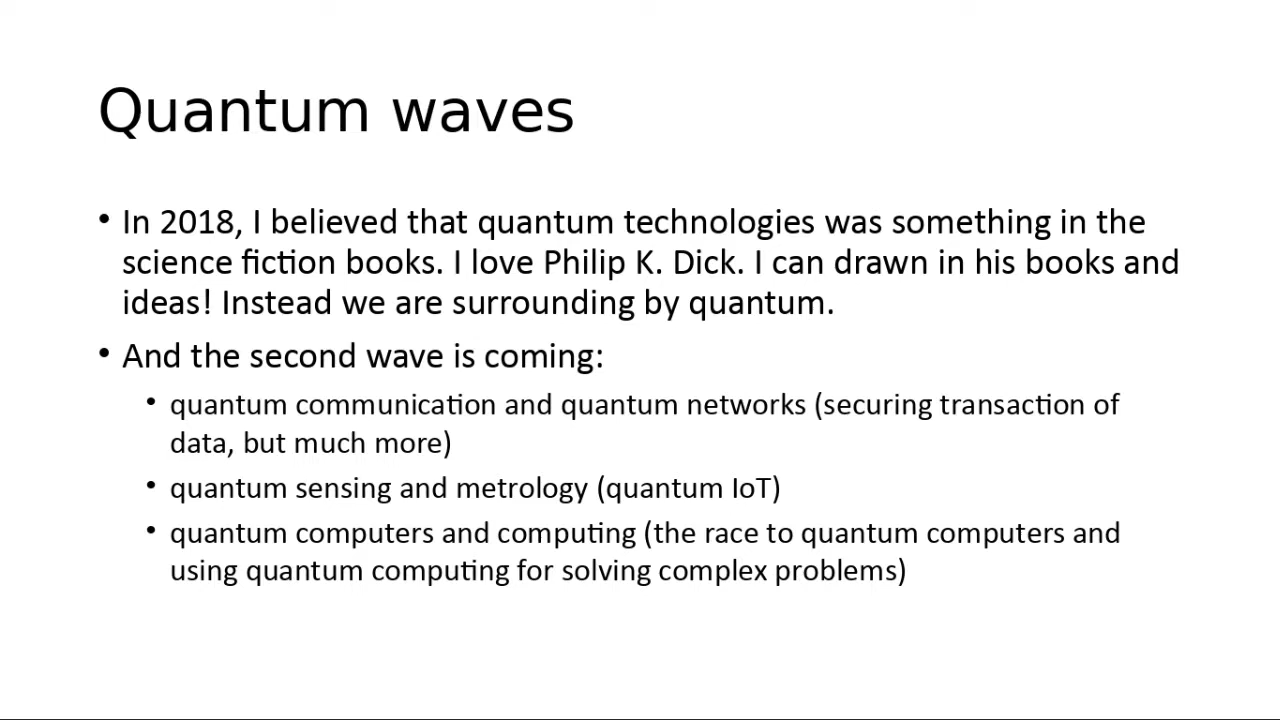 Quantum waves
• In 2018, I believed that quantum technologies was something in the
science fiction books. I love Philip K. Dick. I can drawn in his books and
ideas! Instead we are surrounding by quantum.
• And the second wave is coming:
• quantum communication and quantum networks (securing transaction of
data, but much more)
• quantum sensing and metrology (quantum IoT)
• quantum computers and computing (the race to quantum computers and
using quantum computing for solving complex problems)